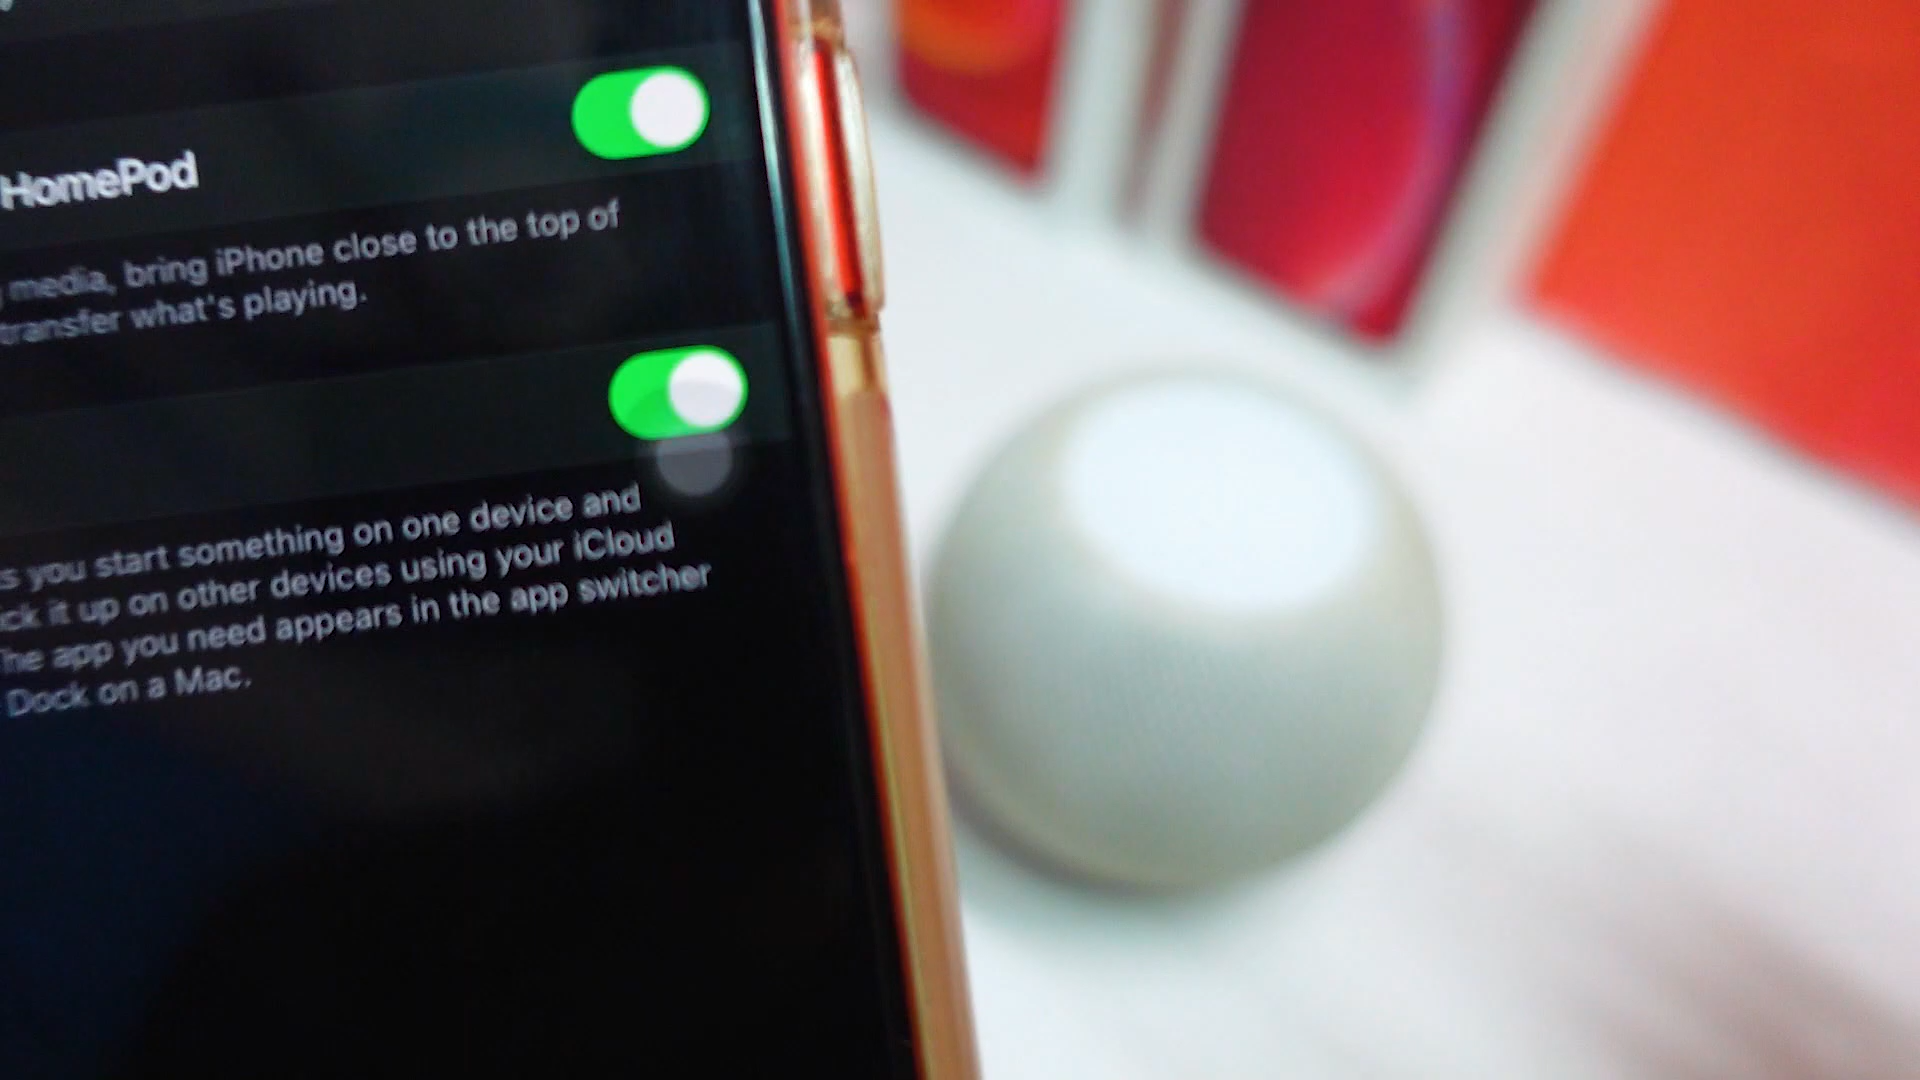 HomePod
media, bring iPhone close to the top of
transfer what's playing.
you start something on one device and
it up on other devices using your iCloud
The app you need appears in the app switcher
Dock on a Mac.